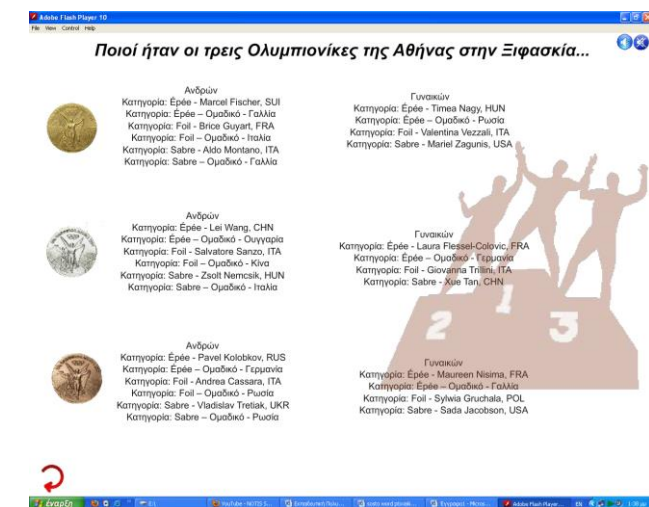 Adobe Flash Player 10
File View Control Help
Ποιοί ήταν οι τρεις Ολυμπιονίκες της Αθήνας στην Ξιφασκία...
Ανδρών
Κατηγορία: Épée - Marcel Fischer, SUI
Κατηγορία: Épée – Ομαδικό - Γαλλία
Κατηγορία: Foil - Brice Guyart, FRA
Κατηγορία: Foil – Ομαδικό - Ιταλία
Κατηγορία: Sabre - Aldo Montano, ITA
Κατηγορία: Sabre – Ομαδικό - Γαλλία
Γυναικών
Κατηγορία: Épée - Timea Nagy, HUN
Κατηγορία: Épée – Ομαδικό - Ρωσία
Κατηγορία: Foil - Valentina Vezzali, ITA
Κατηγορία: Sabre - Mariel Zagunis, USA
Ανδρών
Κατηγορία: Épée - Lei Wang, CHN
Κατηγορία: Épée – Ομαδικό - Ουγγαρία
Κατηγορία: Foil - Salvatore Sanzo, ITA
Κατηγορία: Foil – Ομαδικό - Κίνα
Κατηγορία: Sabre - Zsolt Nemcsik, HUN
Κατηγορία: Sabre – Ομαδικό - Ιταλία
Γυναικών
Κατηγορία: Épée - Laura Flessel-Colovic, FRA
Κατηγορία: Épée – Ομαδικό - Γερμανία
Κατηγορία: Foil - Giovanna Trillini, ITA
Κατηγορία: Sabre - Xue Tan, CHN
2 1 3
Ανδρών
Κατηγορία: Épée - Pavel Kolobkov, RUS
Κατηγορία: Épée – Ομαδικό - Γερμανία
Κατηγορία: Foil - Andrea Cassara, ITA
Κατηγορία: Foil – Ομαδικό - Ρωσία
Κατηγορία: Sabre - Vladislav Tretiak, UKR
Κατηγορία: Sabre – Ομαδικό - Ρωσία
Γυναικών
Κατηγορία: Épée - Maureen Nisima, FRA
Κατηγορία: Épée – Ομαδικό - Γαλλία
Κατηγορία: Foil - Sylwia Gruchala, POL
Κατηγορία: Sabre - Sada Jacobson, USA
έναρξη YouTube - NOTIS S... Adobe Flash Player... EN